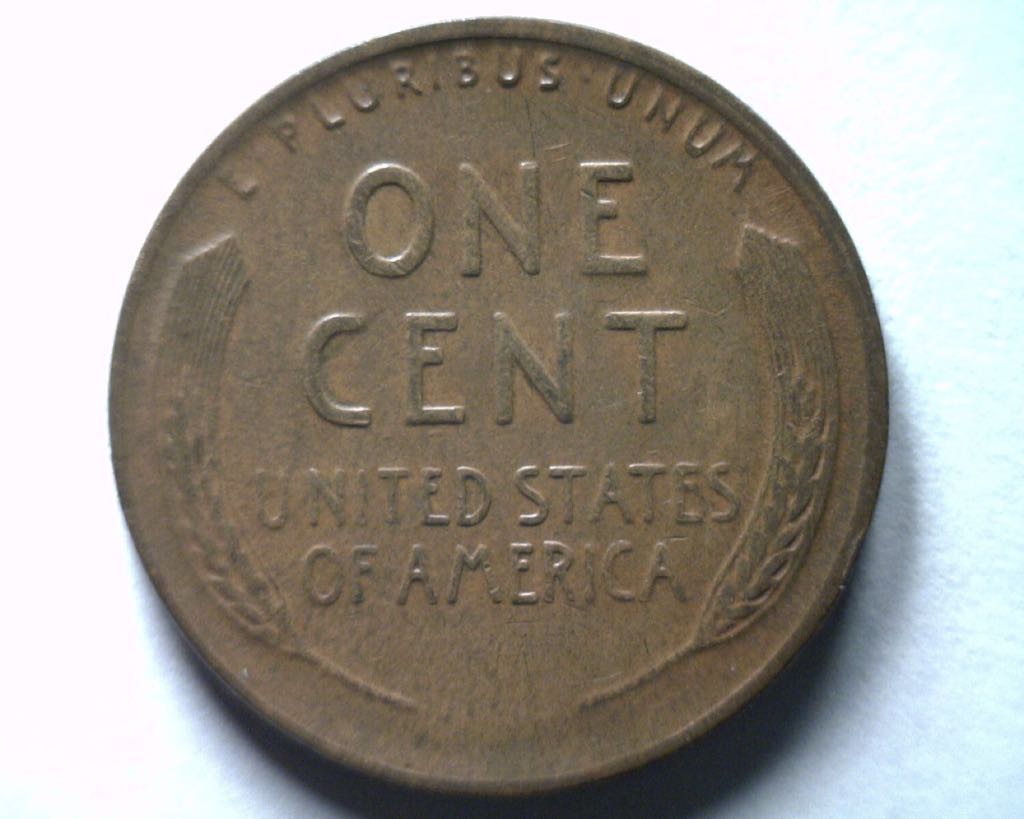 E·PLURIBUS·UNUM
ONE
CENT
UNITED STATES
OF AMERICA